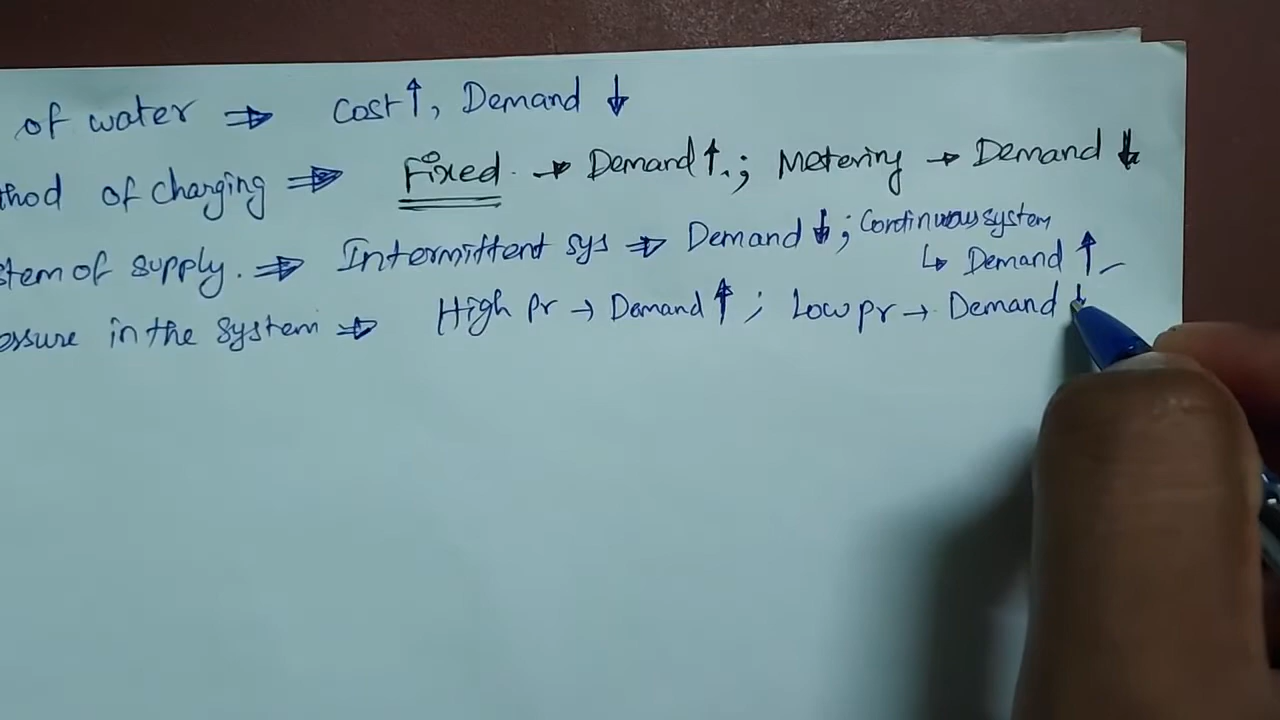 of water ⇒ Cost↑, Demand ↓
thod of charging ⇒ Fixed. → Demand↑.; Metering → Demand ↓
stem of supply. ⇒ Intermittent sys ⇒ Demand ↓; Continuous system
↳ Demand ↑
essure in the system ⇒ High pr → Demand ↑; Low pr → Demand ↓